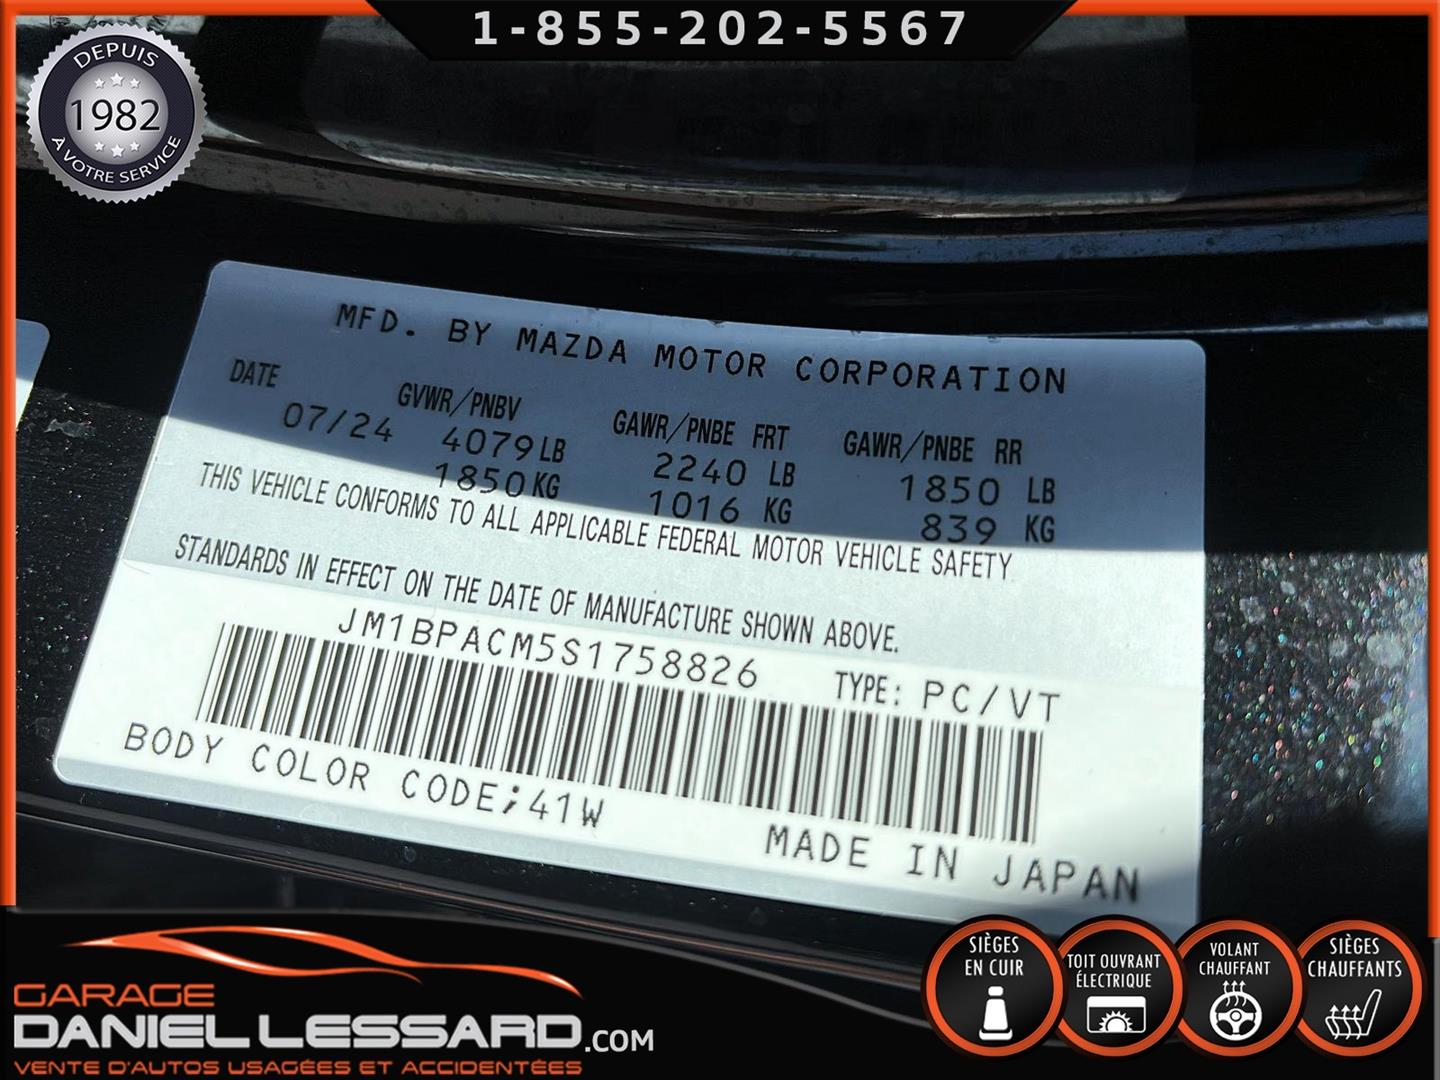 1-855-202-5567
DEPUIS
1982
À VOTRE SERVICE
MFD. BY MAZDA MOTOR CORPORATION
DATE GVWR/PNBV GAWR/PNBE FRT GAWR/PNBE RR
07/24 4079LB 2240 LB 1850 LB
1850KG 1016 KG 839 KG
THIS VEHICLE CONFORMS TO ALL APPLICABLE FEDERAL MOTOR VEHICLE SAFETY
STANDARDS IN EFFECT ON THE DATE OF MANUFACTURE SHOWN ABOVE.
JM1BPACM5S1758826 TYPE: PC/VT
BODY COLOR CODE;41W
MADE IN JAPAN
GARAGE
DANIEL LESSARD.COM
VENTE D'AUTOS USAGÉES ET ACCIDENTÉES
SIÈGES
EN CUIR
TOIT OUVRANT
ÉLECTRIQUE
VOLANT
CHAUFFANT
SIÈGES
CHAUFFANTS